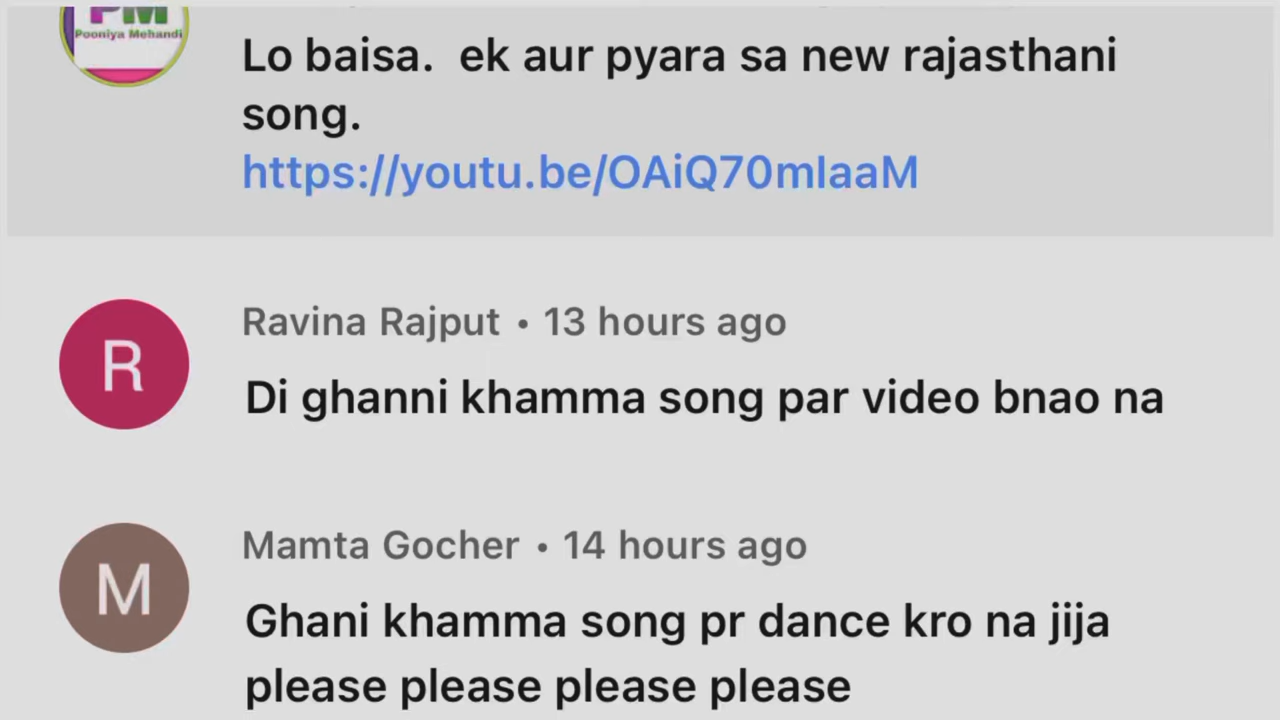 PM
Pooniya Mehandi
Lo baisa. ek aur pyara sa new rajasthani
song.
https://youtu.be/OAiQ70mIaaM
R
Ravina Rajput • 13 hours ago
Di ghanni khamma song par video bnao na
M
Mamta Gocher • 14 hours ago
Ghani khamma song pr dance kro na jija
please please please please